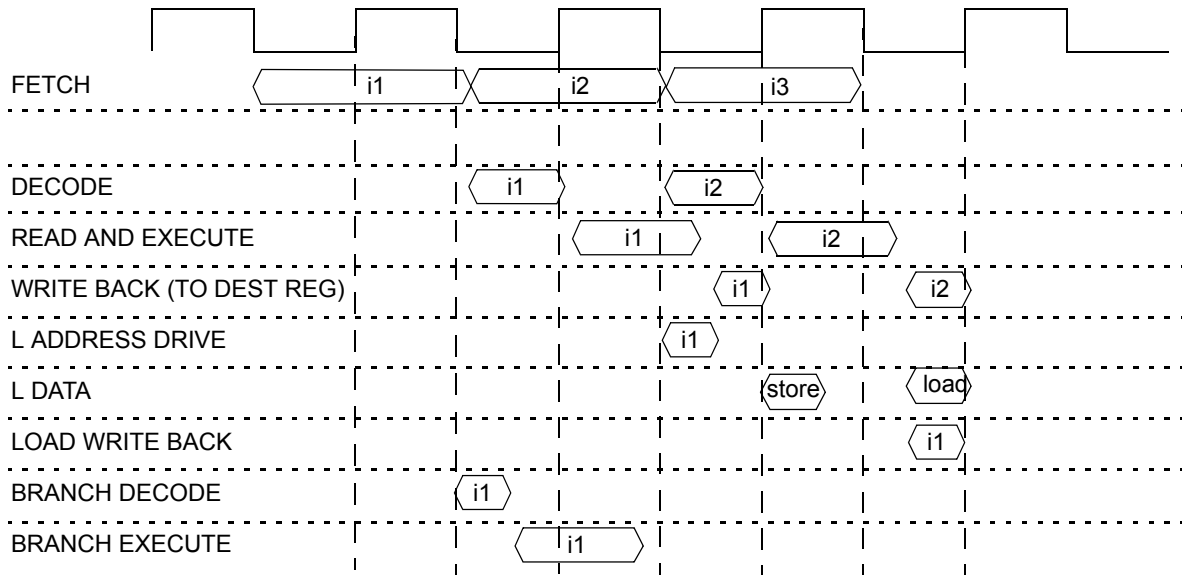 FETCH i1 i2 i3
DECODE i1 i2
READ AND EXECUTE i1 i2
WRITE BACK (TO DEST REG) i1 i2
L ADDRESS DRIVE i1
L DATA store load
LOAD WRITE BACK i1
BRANCH DECODE i1
BRANCH EXECUTE i1